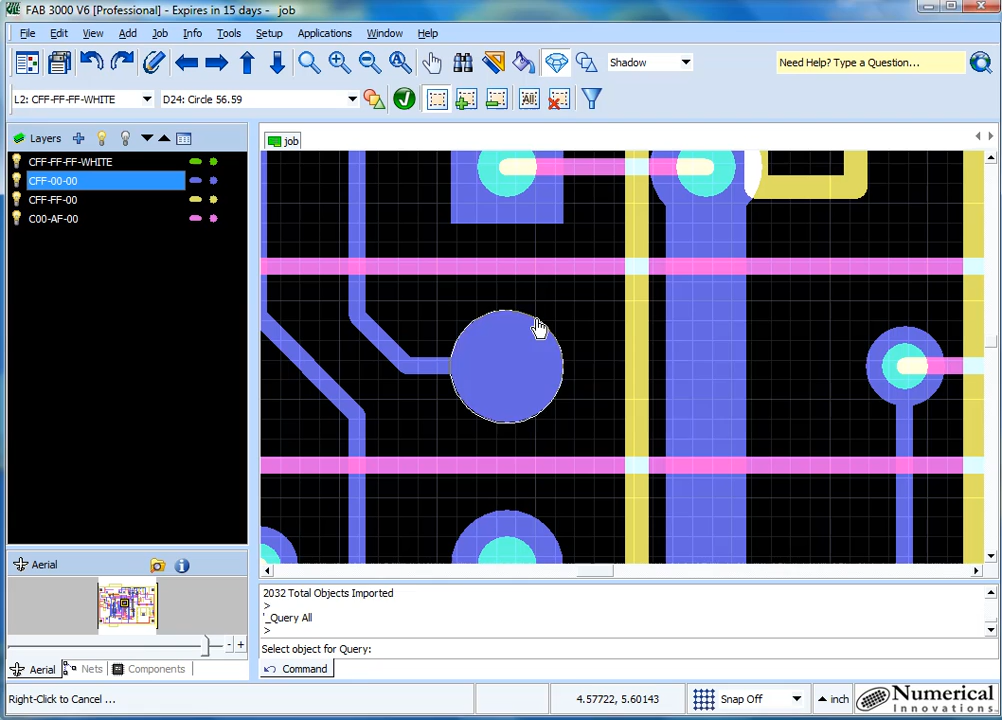 FAB 3000 V6 [Professional] - Expires in 15 days - job
File Edit View Add Job Info Tools Setup Applications Window Help
Shadow
Need Help? Type a Question...
L2: CFF-FF-FF-WHITE
D24: Circle 56.59
All
Layers
job
CFF-FF-FF-WHITE
CFF-00-00
CFF-FF-00
C00-AF-00
Aerial
- +
Aerial Nets Components
2032 Total Objects Imported
>
'_Query All
>
Select object for Query:
Command
Right-Click to Cancel ...
4.57722, 5.60143
Snap Off
inch
Numerical
Innovations